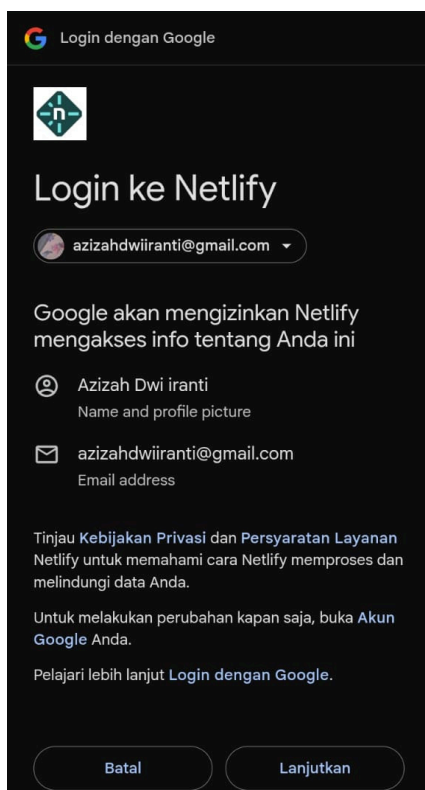 Login dengan Google
n
Login ke Netlify
azizahdwiiranti@gmail.com
Google akan mengizinkan Netlify
mengakses info tentang Anda ini
Azizah Dwi iranti
Name and profile picture
azizahdwiiranti@gmail.com
Email address
Tinjau Kebijakan Privasi dan Persyaratan Layanan
Netlify untuk memahami cara Netlify memproses dan
melindungi data Anda.
Untuk melakukan perubahan kapan saja, buka Akun
Google Anda.
Pelajari lebih lanjut Login dengan Google.
Batal
Lanjutkan